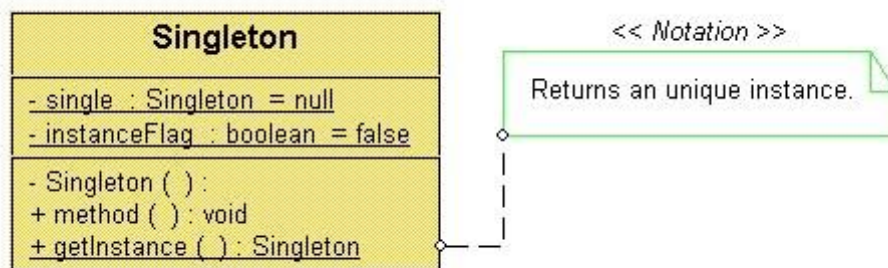 Singleton
- single : Singleton = null
- instanceFlag : boolean = false
- Singleton ( ) :
+ method ( ) : void
+ getInstance ( ) : Singleton
<< Notation >>
Returns an unique instance.